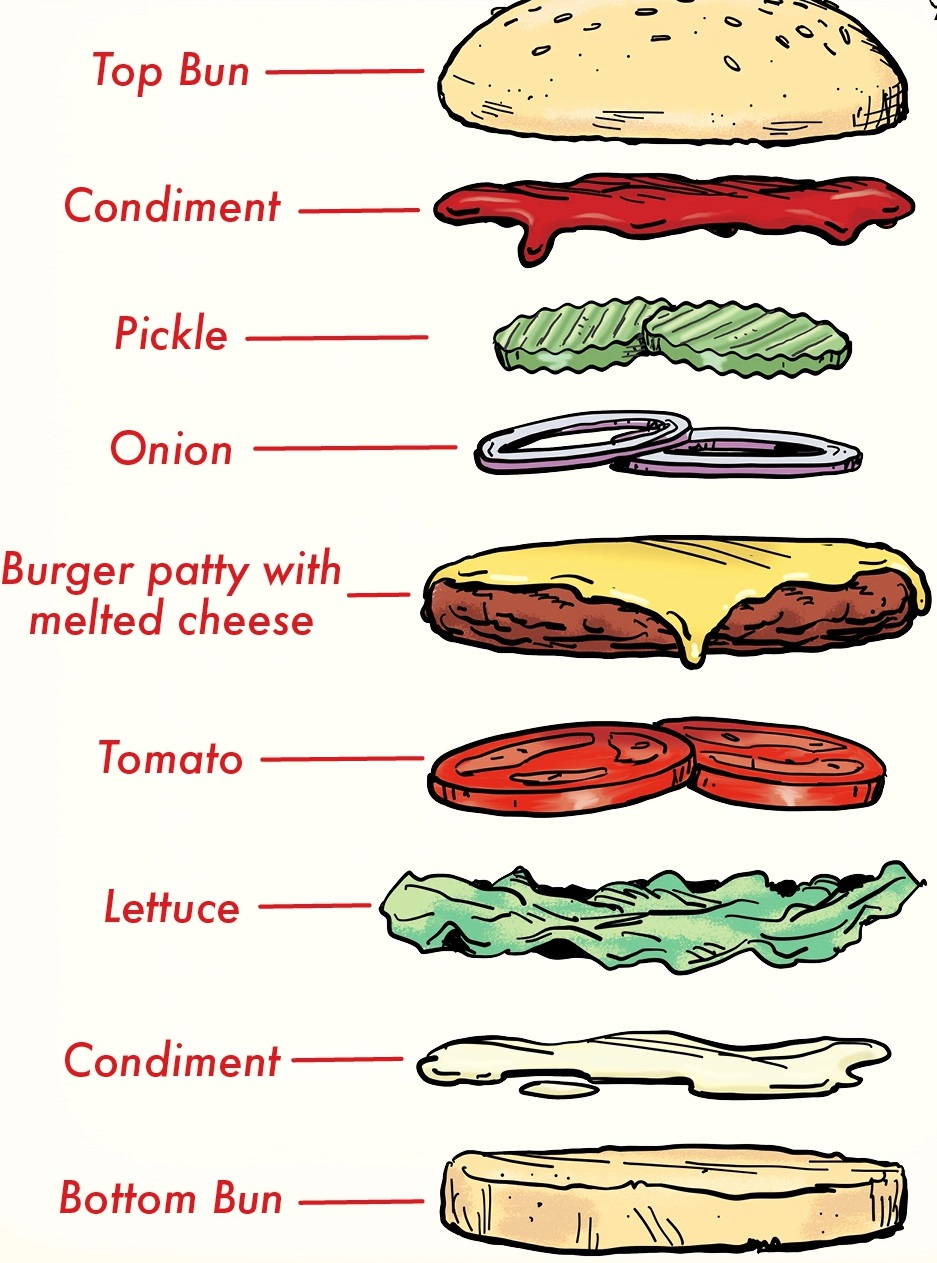 Top Bun
Condiment
Pickle
Onion
Burger patty with
melted cheese
Tomato
Lettuce
Condiment
Bottom Bun